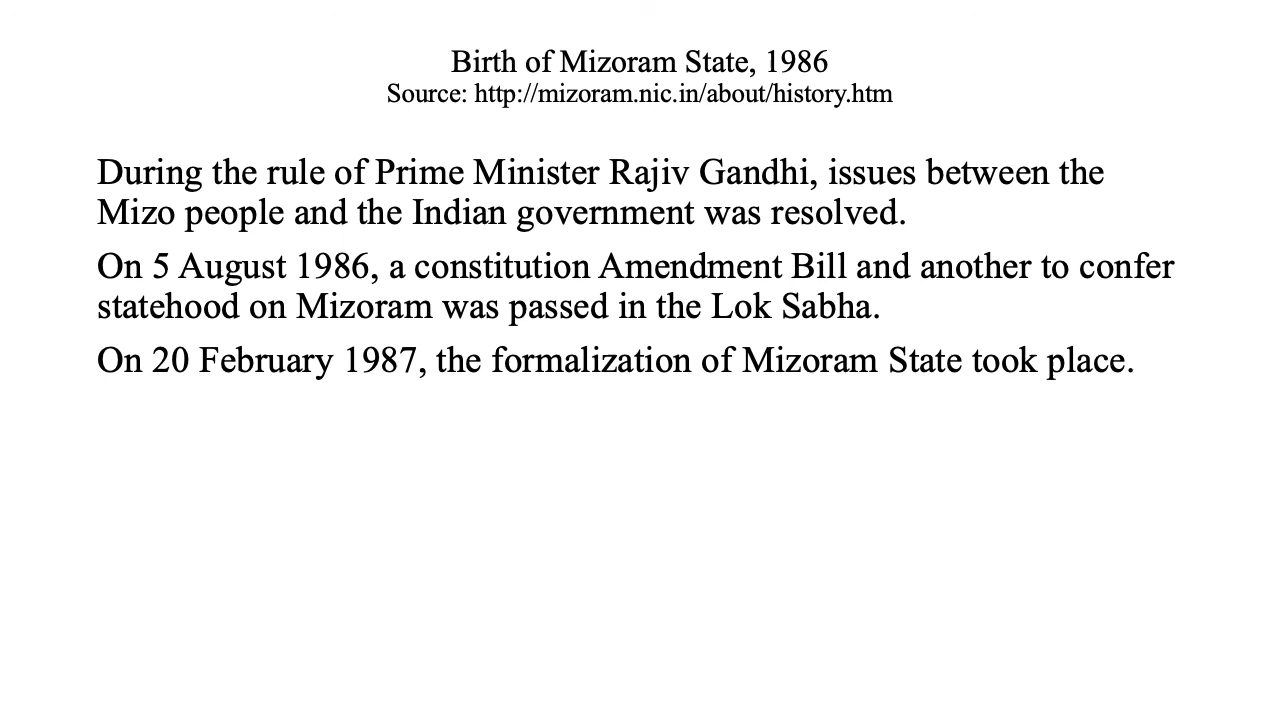 Birth of Mizoram State, 1986
Source: http://mizoram.nic.in/about/history.htm
During the rule of Prime Minister Rajiv Gandhi, issues between the
Mizo people and the Indian government was resolved.
On 5 August 1986, a constitution Amendment Bill and another to confer
statehood on Mizoram was passed in the Lok Sabha.
On 20 February 1987, the formalization of Mizoram State took place.